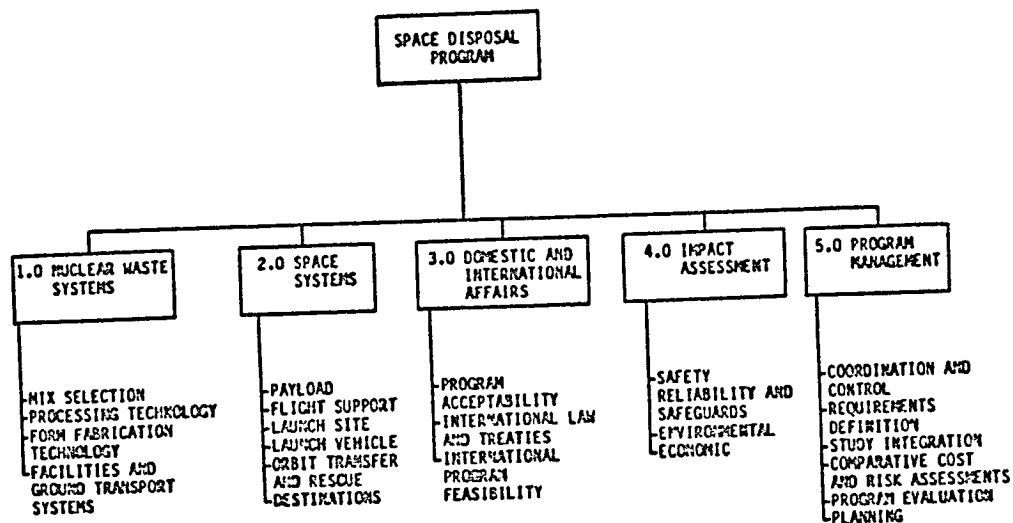 SPACE DISPOSAL
PROGRAM
1.0 NUCLEAR WASTE
SYSTEMS
2.0 SPACE
SYSTEMS
3.0 DOMESTIC AND
INTERNATIONAL
AFFAIRS
4.0 IMPACT
ASSESSMENT
5.0 PROGRAM
MANAGEMENT
MIX SELECTION
PROCESSING TECHNOLOGY
FORM FABRICATION
TECHNOLOGY
FACILITIES AND
GROUND TRANSPORT
SYSTEMS
PAYLOAD
FLIGHT SUPPORT
LAUNCH SITE
LAUNCH VEHICLE
ORBIT TRANSFER
AND RESCUE
DESTINATIONS
PROGRAM
ACCEPTABILITY
INTERNATIONAL LAW
AND TREATIES
INTERNATIONAL
PROGRAM
FEASIBILITY
SAFETY
RELIABILITY AND
SAFEGUARDS
ENVIRONMENTAL
ECONOMIC
COORDINATION AND
CONTROL
REQUIREMENTS
DEFINITION
STUDY INTEGRATION
COMPARATIVE COST
AND RISK ASSESSMENTS
PROGRAM EVALUATION
PLANNING